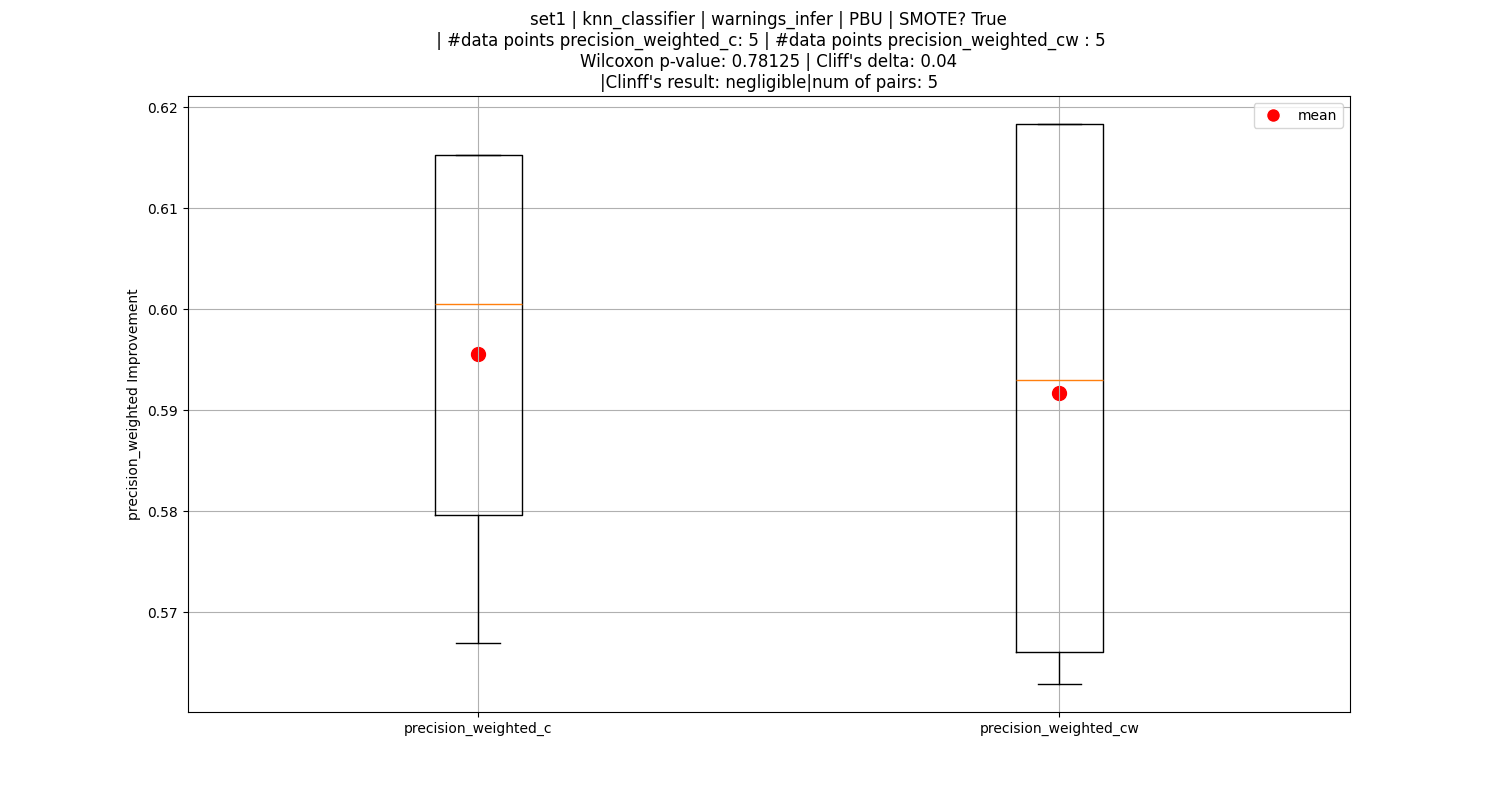 set1 | knn_classifier | warnings_infer | PBU | SMOTE? True
| #data points precision_weighted_c: 5 | #data points precision_weighted_cw : 5
Wilcoxon p-value: 0.78125 | Cliff's delta: 0.04
|Clinff's result: negligible|num of pairs: 5
mean
0.62
0.61
0.60
0.59
0.58
0.57
precision_weighted Improvement
precision_weighted_c
precision_weighted_cw